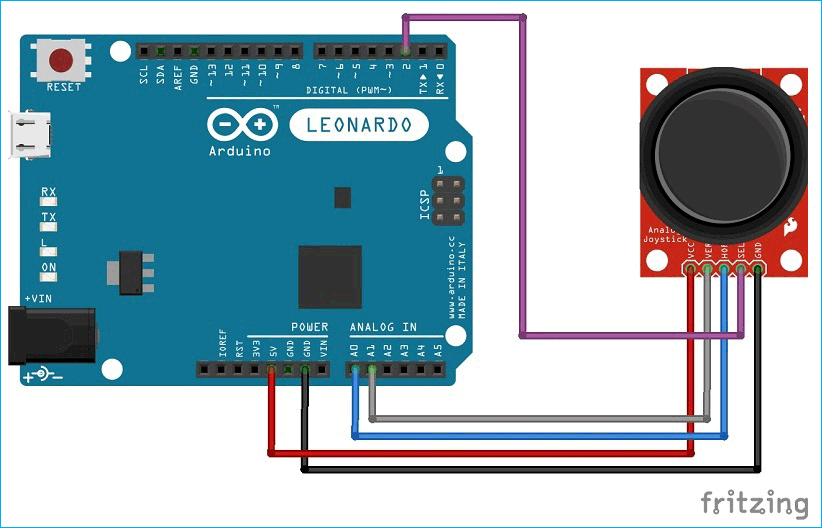 RESET
SCL
SDA
AREF
GND
~13
12
~11
~10
~9
8
7
~6
~5
4
~3
2
TX▶1
RX◀0
DIGITAL (PWM~)
LEONARDO
™
Arduino
1
ICSP
RX
TX
L
ON
www.arduino.cc
MADE IN ITALY
+VIN
POWER
ANALOG IN
IOREF
RST
3V3
5V
GND
GND
VIN
A0
A1
A2
A3
A4
A5
+ -
Joystick
VCC
VER
HOR
SEL
GND
fritzing